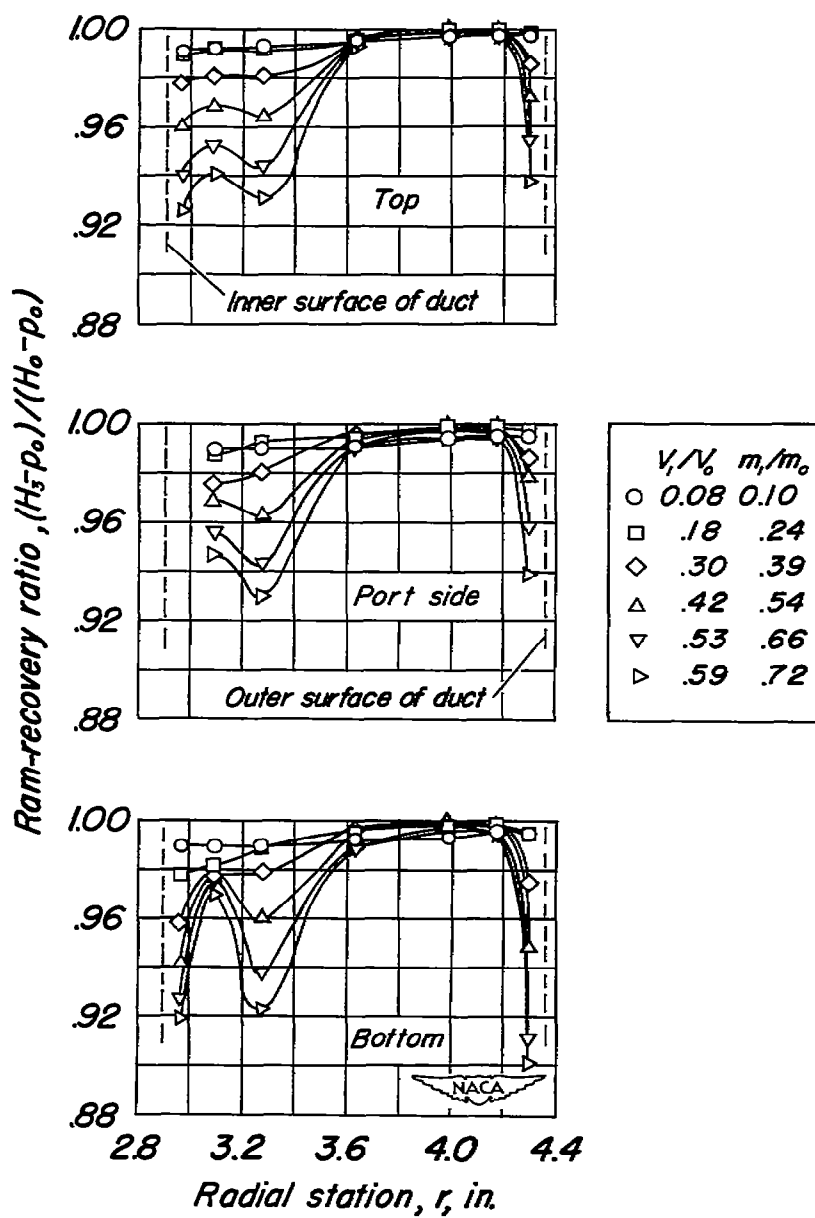 Ram-recovery ratio, (H₃-p₀)/(H₀-p₀)
1.00
.96
.92
.88
Top
Inner surface of duct
1.00
.96
.92
.88
Port side
Outer surface of duct
1.00
.96
.92
.88
Bottom
NACA
2.8 3.2 3.6 4.0 4.4
Radial station, r, in.
V₁/V₀ m₁/m₀
0.08 0.10
.18 .24
.30 .39
.42 .54
.53 .66
.59 .72